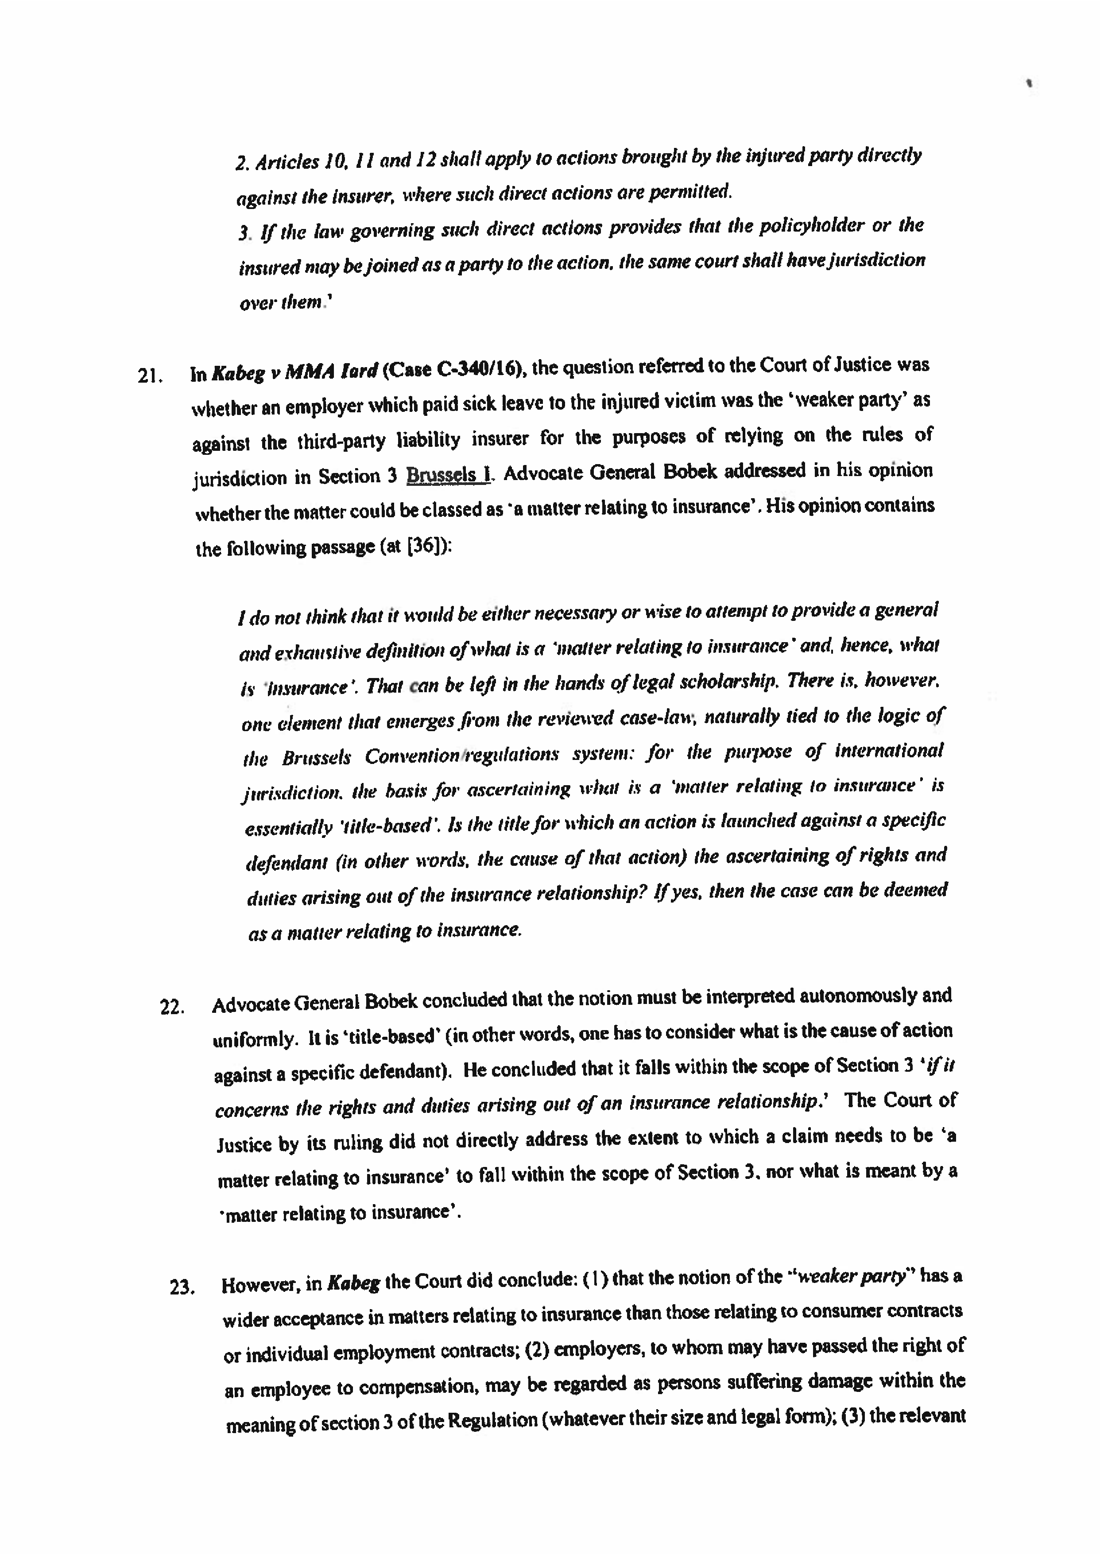 2. Articles 10, 11 and 12 shall apply to actions brought by the injured party directly
against the insurer, where such direct actions are permitted.
3. If the law governing such direct actions provides that the policyholder or the
insured may be joined as a party to the action, the same court shall have jurisdiction
over them.'
21. In Kabeg v MMA Iard (Case C-340/16), the question referred to the Court of Justice was
whether an employer which paid sick leave to the injured victim was the 'weaker party' as
against the third-party liability insurer for the purposes of relying on the rules of
jurisdiction in Section 3 Brussels I. Advocate General Bobek addressed in his opinion
whether the matter could be classed as 'a matter relating to insurance'. His opinion contains
the following passage (at [36]):
I do not think that it would be either necessary or wise to attempt to provide a general
and exhaustive definition of what is a 'matter relating to insurance' and, hence, what
is 'insurance'. That can be left in the hands of legal scholarship. There is, however,
one element that emerges from the reviewed case-law, naturally tied to the logic of
the Brussels Convention/regulations system: for the purpose of international
jurisdiction, the basis for ascertaining what is a 'matter relating to insurance' is
essentially 'title-based'. Is the title for which an action is launched against a specific
defendant (in other words, the cause of that action) the ascertaining of rights and
duties arising out of the insurance relationship? If yes, then the case can be deemed
as a matter relating to insurance.
22. Advocate General Bobek concluded that the notion must be interpreted autonomously and
uniformly. It is 'title-based' (in other words, one has to consider what is the cause of action
against a specific defendant). He concluded that it falls within the scope of Section 3 'if it
concerns the rights and duties arising out of an insurance relationship.' The Court of
Justice by its ruling did not directly address the extent to which a claim needs to be 'a
matter relating to insurance' to fall within the scope of Section 3, nor what is meant by a
'matter relating to insurance'.
23. However, in Kabeg the Court did conclude: (1) that the notion of the "weaker party" has a
wider acceptance in matters relating to insurance than those relating to consumer contracts
or individual employment contracts; (2) employers, to whom may have passed the right of
an employee to compensation, may be regarded as persons suffering damage within the
meaning of section 3 of the Regulation (whatever their size and legal form); (3) the relevant